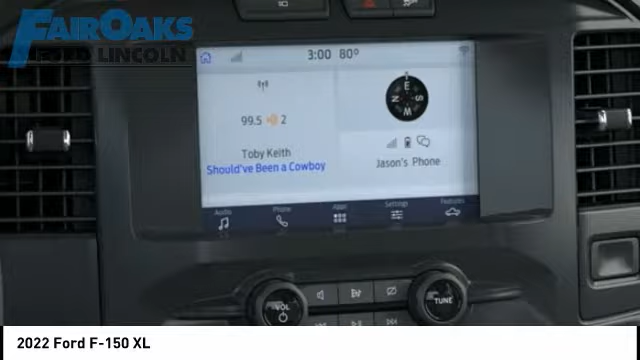 FAIROAKS
FORD LINCOLN
3:00 80°
99.5 2
Toby Keith
Should've Been a Cowboy
E
N S
W
Jason's Phone
Audio Phone Apps Settings Features
VOL
TUNE
2022 Ford F-150 XL